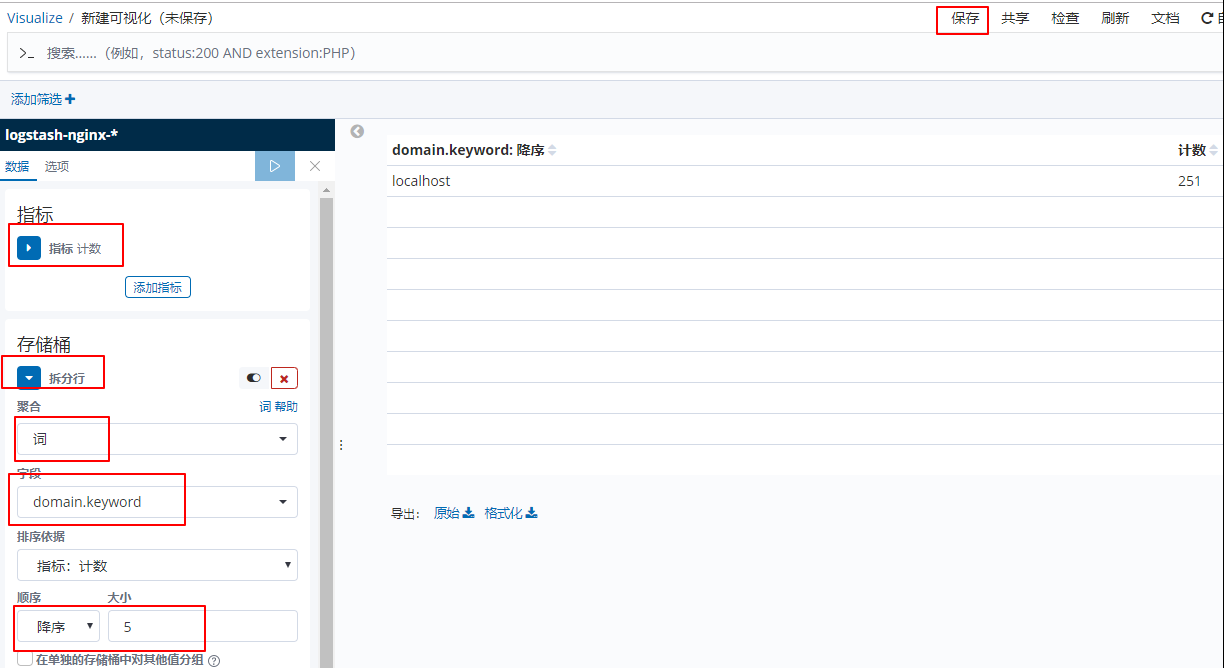 Visualize / 新建可视化（未保存）
保存 共享 检查 刷新 文档
>_ 搜索……（例如，status:200 AND extension:PHP）
添加筛选
logstash-nginx-*
数据 选项
指标
指标 计数
添加指标
存储桶
拆分行
聚合 词 帮助
词
字段
domain.keyword
排序依据
指标：计数
顺序 大小
降序 5
在单独的存储桶中对其他值分组
domain.keyword: 降序 计数
localhost 251
导出： 原始 格式化